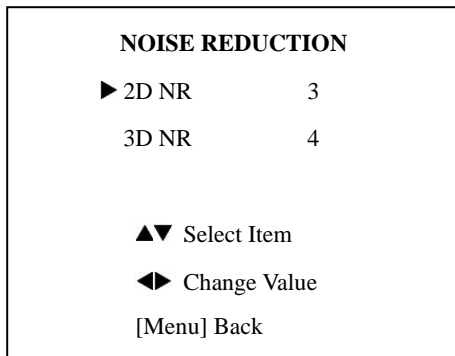 NOISE REDUCTION
▶ 2D NR 3
3D NR 4
▲▼ Select Item
◀▶ Change Value
[Menu] Back